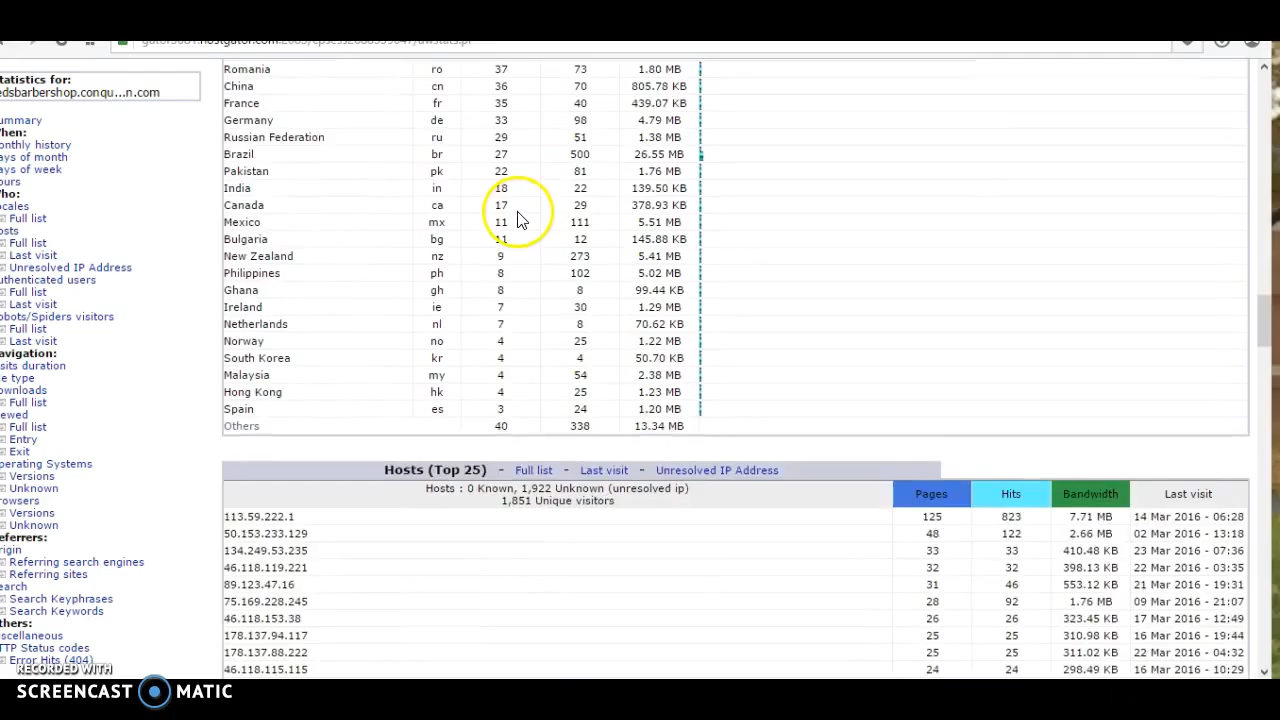 tatistics for:
edsbarbershop.conqu...n.com
ummary
hen:
onthly history
ays of month
ays of week
ours
ho:
ocales
Full list
osts
Full list
Last visit
Unresolved IP Address
uthenticated users
Full list
Last visit
obots/Spiders visitors
Full list
Last visit
avigation:
isits duration
le type
ownloads
Full list
iewed
Full list
Entry
Exit
perating Systems
Versions
Unknown
rowsers
Versions
Unknown
eferrers:
rigin
Referring search engines
Referring sites
earch
Search Keyphrases
Search Keywords
thers:
iscellaneous
TTP Status codes
Error Hits (404)
Romania ro 37 73 1.80 MB
China cn 36 70 805.78 KB
France fr 35 40 439.07 KB
Germany de 33 98 4.79 MB
Russian Federation ru 29 51 1.38 MB
Brazil br 27 500 26.55 MB
Pakistan pk 22 81 1.76 MB
India in 18 22 139.50 KB
Canada ca 17 29 378.93 KB
Mexico mx 11 111 5.51 MB
Bulgaria bg 11 12 145.88 KB
New Zealand nz 9 273 5.41 MB
Philippines ph 8 102 5.02 MB
Ghana gh 8 8 99.44 KB
Ireland ie 7 30 1.29 MB
Netherlands nl 7 8 70.62 KB
Norway no 4 25 1.22 MB
South Korea kr 4 4 50.70 KB
Malaysia my 4 54 2.38 MB
Hong Kong hk 4 25 1.23 MB
Spain es 3 24 1.20 MB
Others 40 338 13.34 MB
Hosts (Top 25) - Full list - Last visit - Unresolved IP Address
Hosts : 0 Known, 1,922 Unknown (unresolved ip)
1,851 Unique visitors
Pages Hits Bandwidth Last visit
113.59.222.1 125 823 7.71 MB 14 Mar 2016 - 06:28
50.153.233.129 48 122 2.66 MB 02 Mar 2016 - 13:18
134.249.53.235 33 33 410.48 KB 23 Mar 2016 - 07:36
46.118.119.221 32 32 398.13 KB 22 Mar 2016 - 03:35
89.123.47.16 31 46 553.12 KB 21 Mar 2016 - 19:31
75.169.228.245 28 92 1.76 MB 09 Mar 2016 - 21:07
46.118.153.38 26 26 323.45 KB 17 Mar 2016 - 12:49
178.137.94.117 25 25 310.98 KB 16 Mar 2016 - 19:44
178.137.88.222 25 25 311.02 KB 22 Mar 2016 - 04:32
46.118.115.115 24 24 298.49 KB 16 Mar 2016 - 10:29
RECORDED WITH
SCREENCAST MATIC